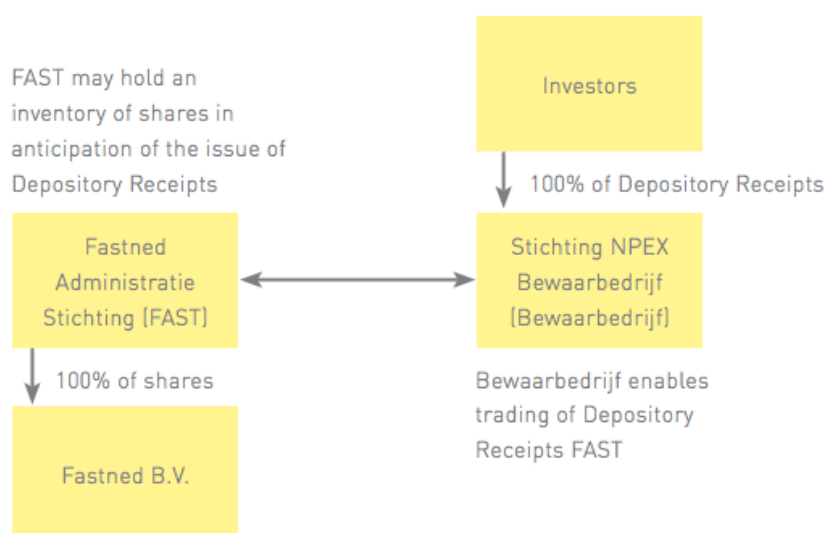 FAST may hold an
inventory of shares in
anticipation of the issue of
Depository Receipts
Investors
100% of Depository Receipts
Fastned
Administratie
Stichting (FAST)
Stichting NPEX
Bewaarbedrijf
(Bewaarbedrijf)
100% of shares
Bewaarbedrijf enables
trading of Depository
Receipts FAST
Fastned B.V.